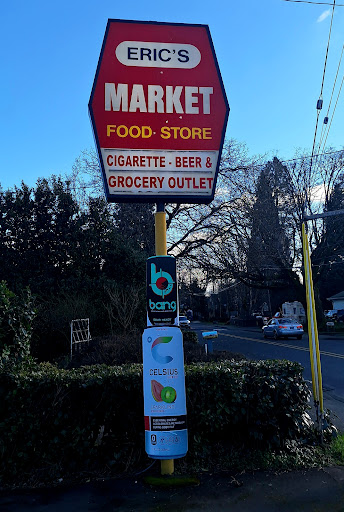 ERIC'S
MARKET
FOOD·STORE
CIGARETTE - BEER &
GROCERY OUTLET
b
bang
C
CELSIUS